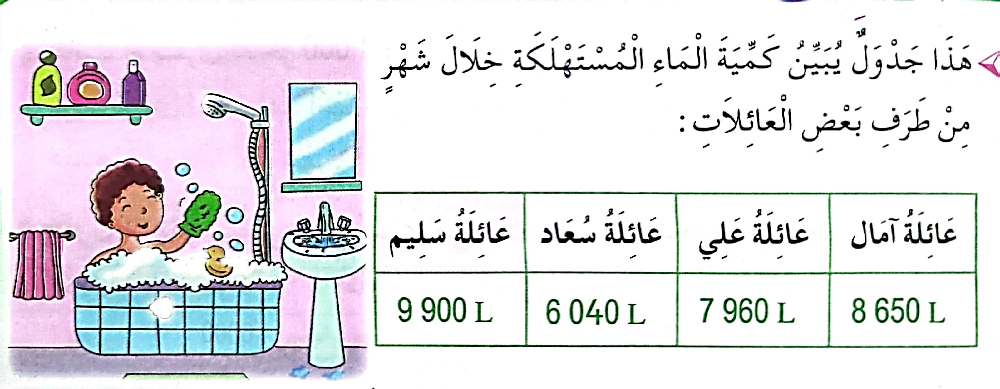 هَذَا جَدْوَلٌ يُبَيِّنُ كَمِّيَةَ الْمَاءِ الْمُسْتَهْلَكَةِ خِلَالَ شَهْرٍ
مِنْ طَرَفِ بَعْضِ الْعَائِلاَتِ :
عَائِلَةُ آمَال عَائِلَةُ عَلِي عَائِلَةُ سُعَاد عَائِلَةُ سَلِيم
8 650 L 7 960 L 6 040 L 9 900 L